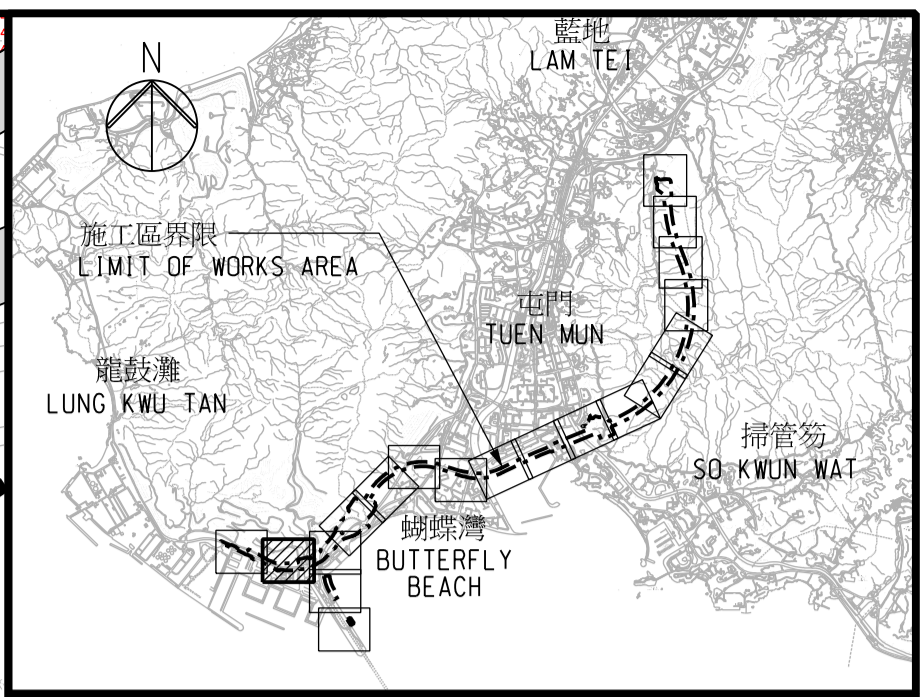 藍地
LAM TEI
N
施工區界限
LIMIT OF WORKS AREA
屯門
TUEN MUN
龍鼓灘
LUNG KWU TAN
掃管笏
SO KWUN WAT
蝴蝶灣
BUTTERFLY
BEACH